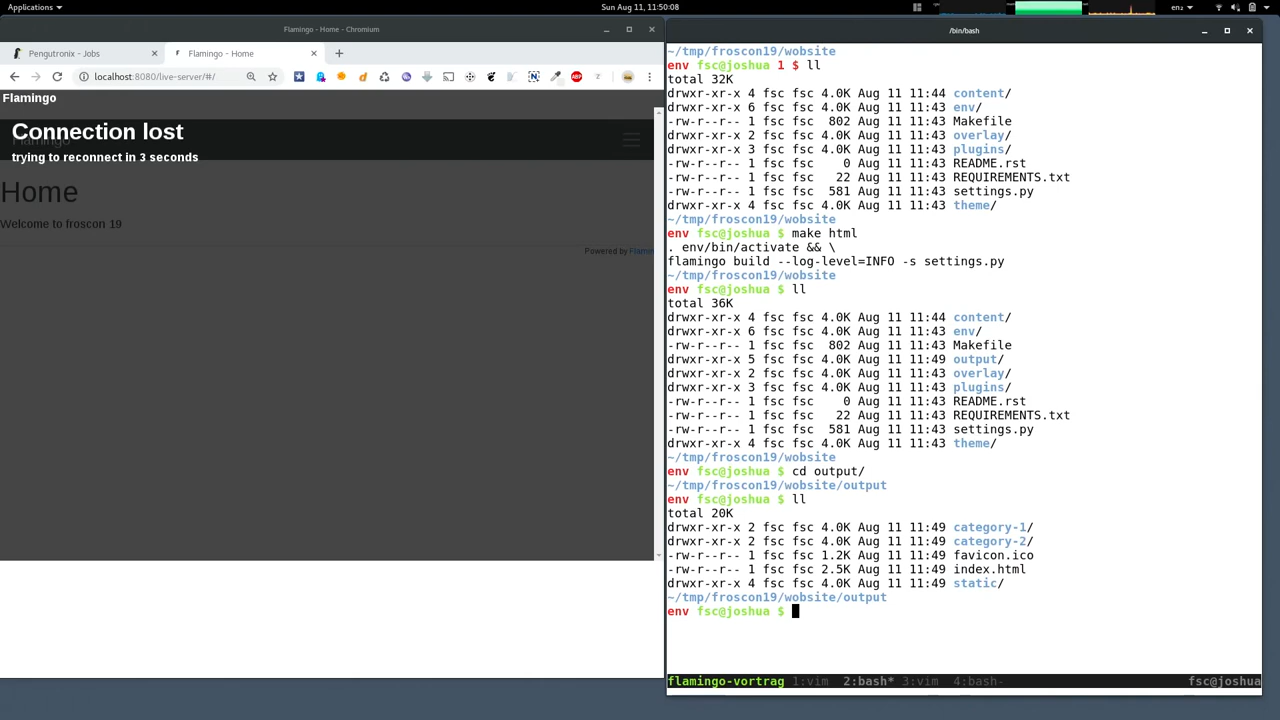 Applications
Sun Aug 11, 11:50:08
en₂
Flamingo - Home - Chromium
Pengutronix - Jobs
Flamingo - Home
localhost:8080/live-server/#/
Flamingo
Connection lost
Flamingo
trying to reconnect in 3 seconds
Home
Welcome to froscon 19
Powered by Flamin
/bin/bash
~/tmp/froscon19/wobsite
env fsc@joshua 1 $ ll
total 32K
drwxr-xr-x 4 fsc fsc 4.0K Aug 11 11:44 content/
drwxr-xr-x 6 fsc fsc 4.0K Aug 11 11:43 env/
-rw-r--r-- 1 fsc fsc  802 Aug 11 11:43 Makefile
drwxr-xr-x 2 fsc fsc 4.0K Aug 11 11:43 overlay/
drwxr-xr-x 3 fsc fsc 4.0K Aug 11 11:43 plugins/
-rw-r--r-- 1 fsc fsc    0 Aug 11 11:43 README.rst
-rw-r--r-- 1 fsc fsc   22 Aug 11 11:43 REQUIREMENTS.txt
-rw-r--r-- 1 fsc fsc  581 Aug 11 11:43 settings.py
drwxr-xr-x 4 fsc fsc 4.0K Aug 11 11:43 theme/
~/tmp/froscon19/wobsite
env fsc@joshua $ make html
. env/bin/activate && \
flamingo build --log-level=INFO -s settings.py
~/tmp/froscon19/wobsite
env fsc@joshua $ ll
total 36K
drwxr-xr-x 4 fsc fsc 4.0K Aug 11 11:44 content/
drwxr-xr-x 6 fsc fsc 4.0K Aug 11 11:43 env/
-rw-r--r-- 1 fsc fsc  802 Aug 11 11:43 Makefile
drwxr-xr-x 5 fsc fsc 4.0K Aug 11 11:49 output/
drwxr-xr-x 2 fsc fsc 4.0K Aug 11 11:43 overlay/
drwxr-xr-x 3 fsc fsc 4.0K Aug 11 11:43 plugins/
-rw-r--r-- 1 fsc fsc    0 Aug 11 11:43 README.rst
-rw-r--r-- 1 fsc fsc   22 Aug 11 11:43 REQUIREMENTS.txt
-rw-r--r-- 1 fsc fsc  581 Aug 11 11:43 settings.py
drwxr-xr-x 4 fsc fsc 4.0K Aug 11 11:43 theme/
~/tmp/froscon19/wobsite
env fsc@joshua $ cd output/
~/tmp/froscon19/wobsite/output
env fsc@joshua $ ll
total 20K
drwxr-xr-x 2 fsc fsc 4.0K Aug 11 11:49 category-1/
drwxr-xr-x 2 fsc fsc 4.0K Aug 11 11:49 category-2/
-rw-r--r-- 1 fsc fsc 1.2K Aug 11 11:49 favicon.ico
-rw-r--r-- 1 fsc fsc 2.5K Aug 11 11:49 index.html
drwxr-xr-x 4 fsc fsc 4.0K Aug 11 11:49 static/
~/tmp/froscon19/wobsite/output
env fsc@joshua $
flamingo-vortrag 1:vim 2:bash* 3:vim 4:bash- fsc@joshua